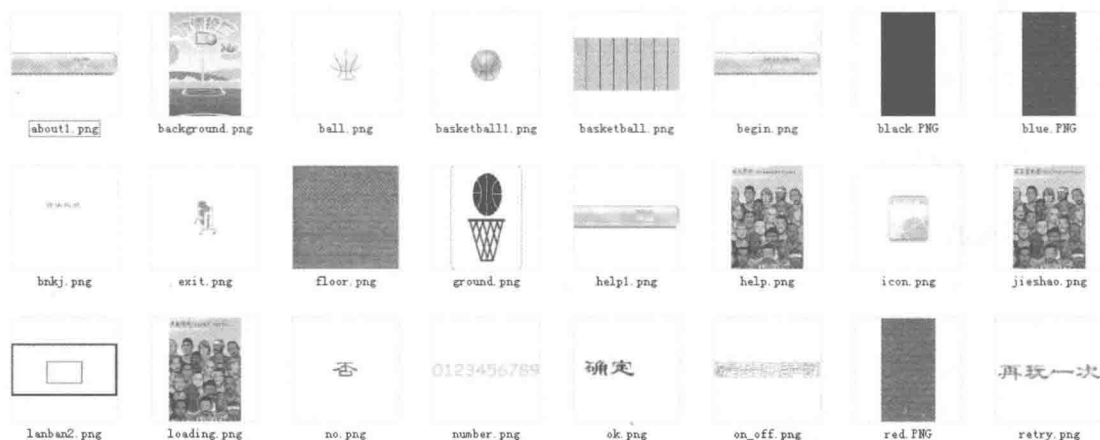 about1.png background.png ball.png basketball1.png basketball.png begin.png black.PNG blue.PNG
bnkj.png exit.png floor.png ground.png help1.png help.png icon.png jieshao.png
否 0123456789 确定 再玩一次
lanban2.png loading.png no.png number.png ok.png on_off.png red.PNG retry.png